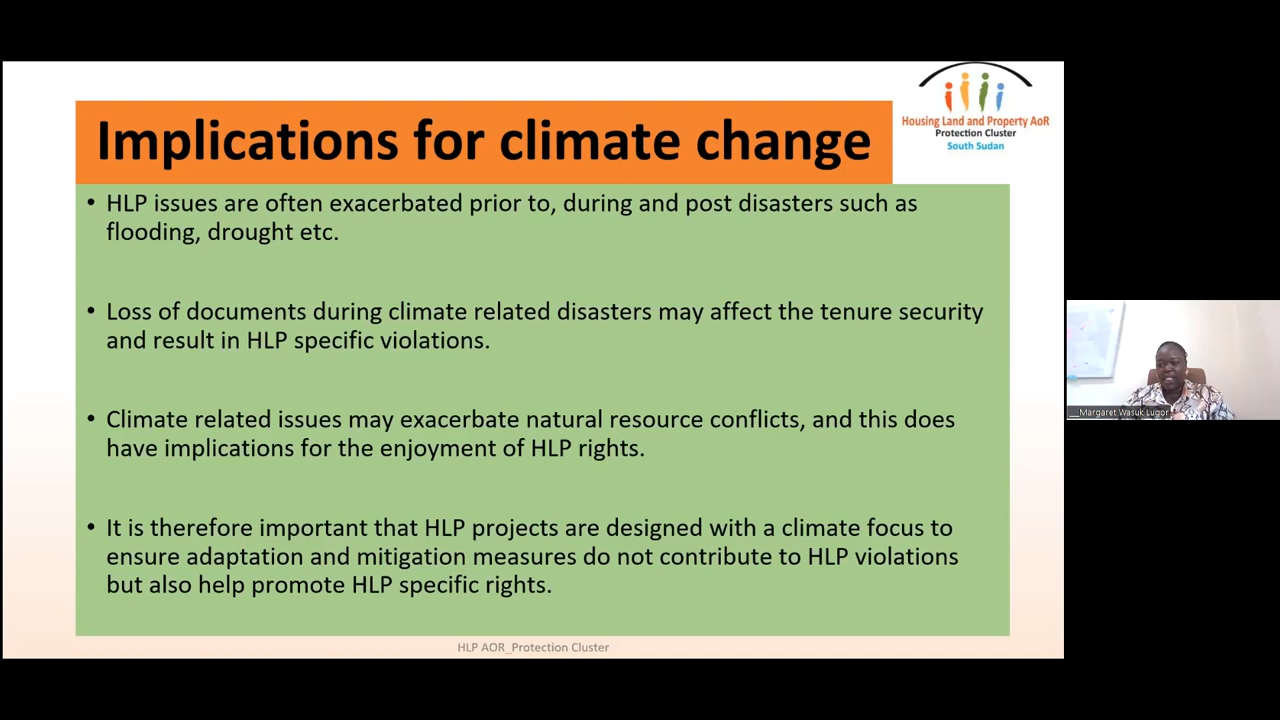 Implications for climate change
Housing Land and Property AoR
Protection Cluster
South Sudan
• HLP issues are often exacerbated prior to, during and post disasters such as
flooding, drought etc.
• Loss of documents during climate related disasters may affect the tenure security
and result in HLP specific violations.
• Climate related issues may exacerbate natural resource conflicts, and this does
have implications for the enjoyment of HLP rights.
• It is therefore important that HLP projects are designed with a climate focus to
ensure adaptation and mitigation measures do not contribute to HLP violations
but also help promote HLP specific rights.
HLP AOR_Protection Cluster
__Margaret Wasuk Lugor